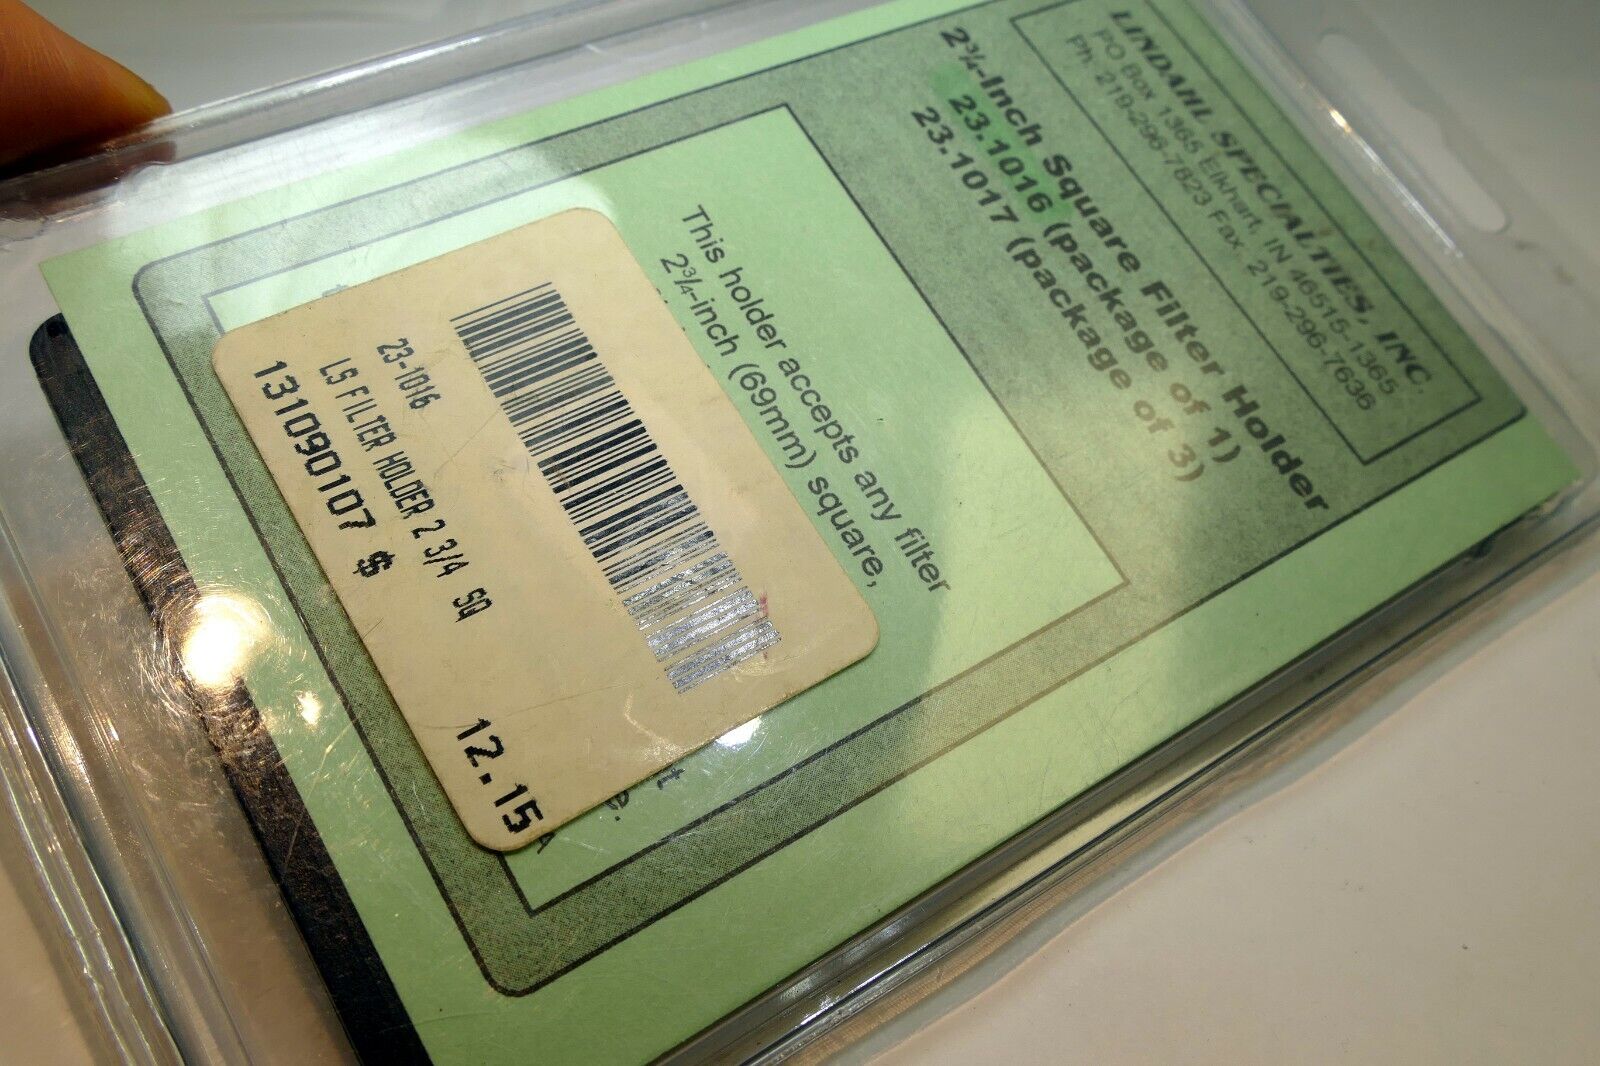 LINDAHL SPECIALTIES, INC.
PO Box 1365 Elkhart, IN 46515-1365
Ph. 219-296-7823 Fax. 219-296-7636
2¾-Inch Square Filter Holder
23.1016 (package of 1)
23.1017 (package of 3)
This holder accepts any filter
2¾-inch (69mm) square,
23-1016
LS FILTER HOLDER 2 3/4 SQ
131090107 $ 12.15
A